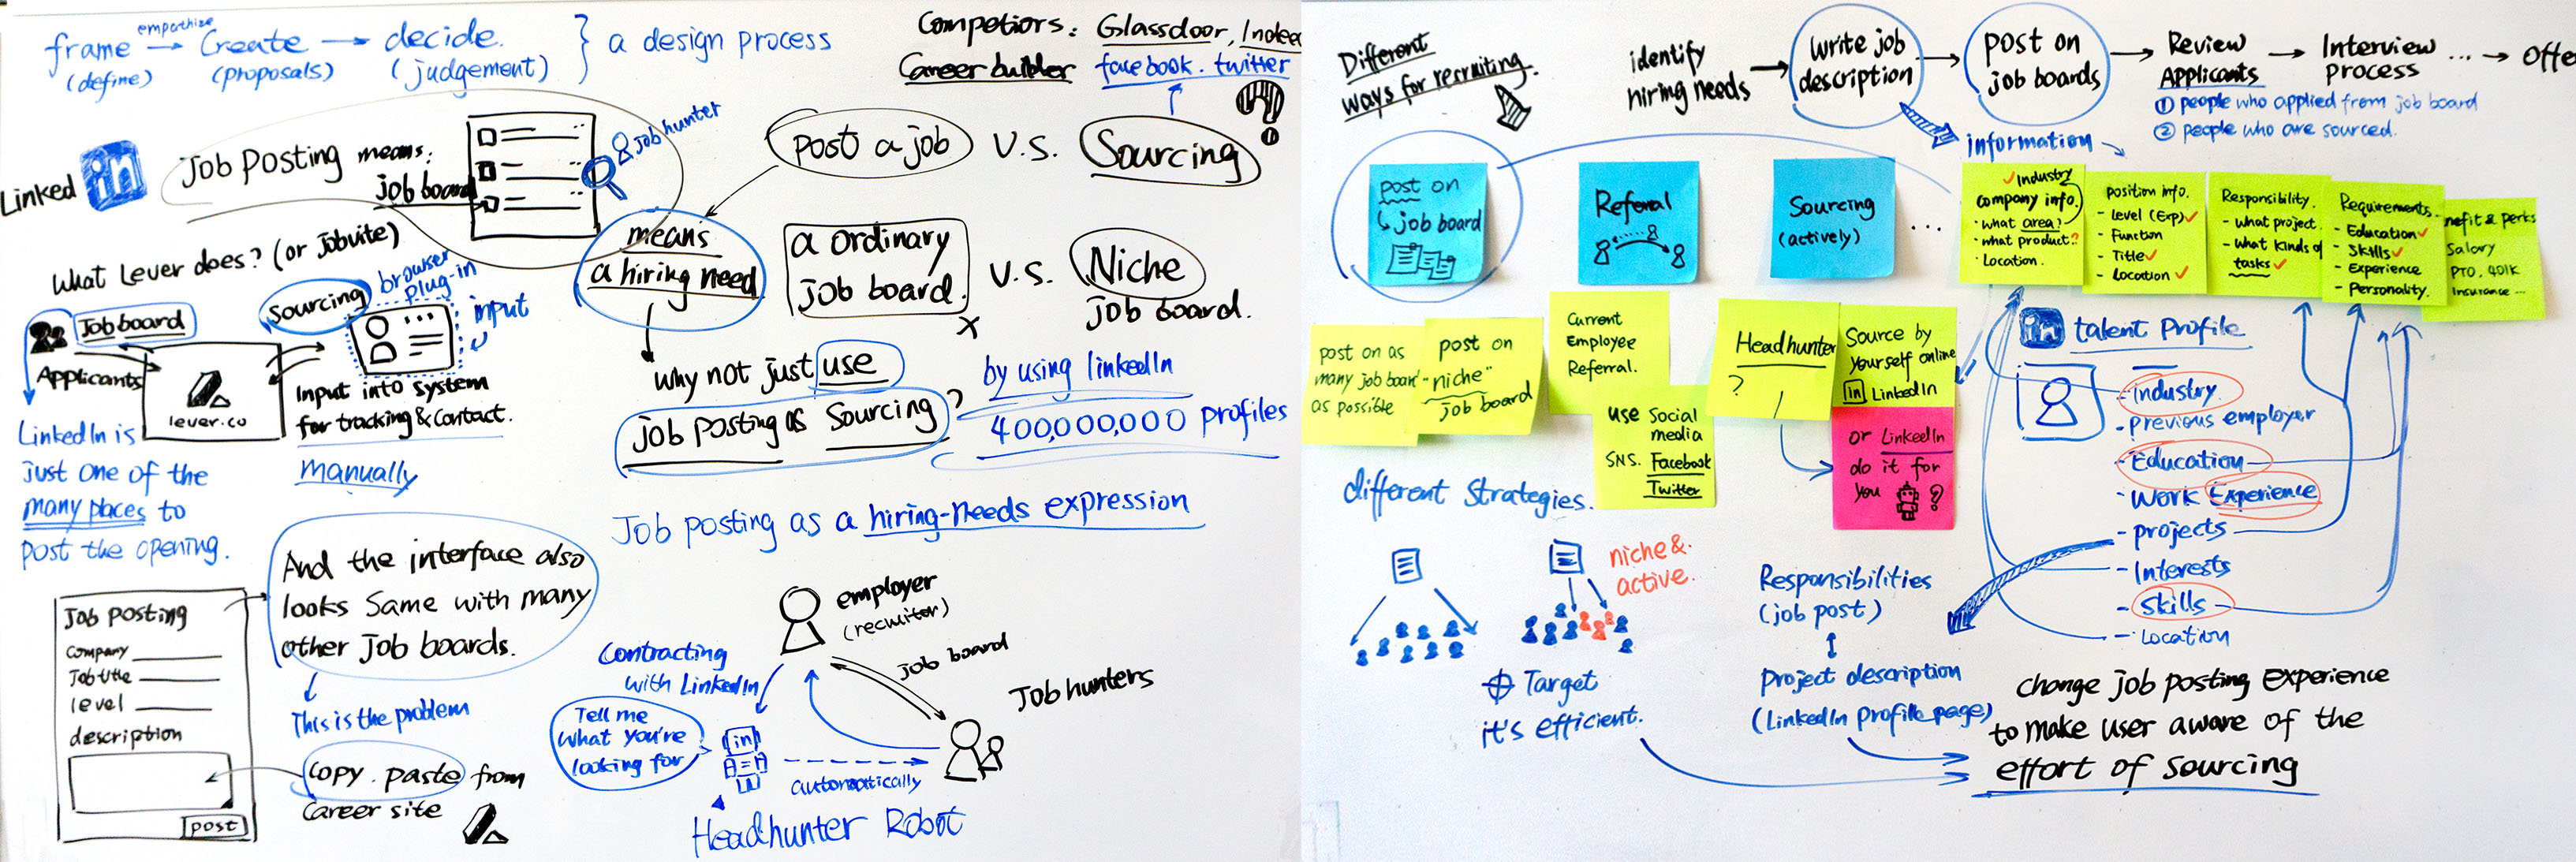 frame → Create → decide. } a design process
empathize
(define) (proposals) (judgement)
Competiors: Glassdoor, Indeed
Career builder facebook. twitter
Linked in
Job Posting means:
job board
Job hunter
post a job V.S. Sourcing
?!
means
a hiring need
a ordinary
job board.
x
V.S.
Niche
job board.
why not just use
job posting as Sourcing?
by using linkedIn
400,000,000 profiles
Job posting as a hiring-needs expression
What Lever does? (or Jobvite)
Sourcing
browser
plug-in
input
Job board
Applicants
lever.co
Input into system
for tracking & contact.
manually
LinkedIn is
just one of the
many places to
post the opening.
Job posting
Company
Job title
level
description
post
And the interface also
looks Same with many
other job boards.
This is the problem
Copy. paste from
Career site
employer
(recruiter)
Contracting
with LinkedIn
job board
Job hunters
Tell me
What you're
looking for
in
automatically
Headhunter Robot
Different
ways for recruiting.
identify
hiring needs
write job
description
post on
job boards
Review
Applicants
① people who applied from job board
② people who are sourced.
Interview
process
...
Offe
information
post on
↳ job board
Referral
Sourcing
(actively)
...
✓ Industry
company info.
· what area?
· what product?
· Location.
Position info.
- Level (Exp) ✓
- Function
- Title ✓
- Location ✓
Responsibility.
- what project.
- what kinds of
tasks ✓
Requirements.
- Education ✓
- Skills ✓
- Experience
- Personality.
nefit & perks
Salary
PTO, 401K
Insurance ...
post on as
many job board
as possible
post on
"niche"
job board
Current
Employee
Referral.
use Social
media
SNS. Facebook
Twitter
Headhunter
?
Source by
yourself online
in LinkedIn
or LinkedIn
do it for
you
?
different Strategies.
niche &
active.
Target
it's efficient.
in talent Profile
- industry.
- previous employer
- Education
- Work Experience
- projects
- Interests
- Skills
- Location
Responsibilities
(job post)
Project description
(LinkedIn profile page)
Change job posting Experience
to make user aware of the
effort of sourcing